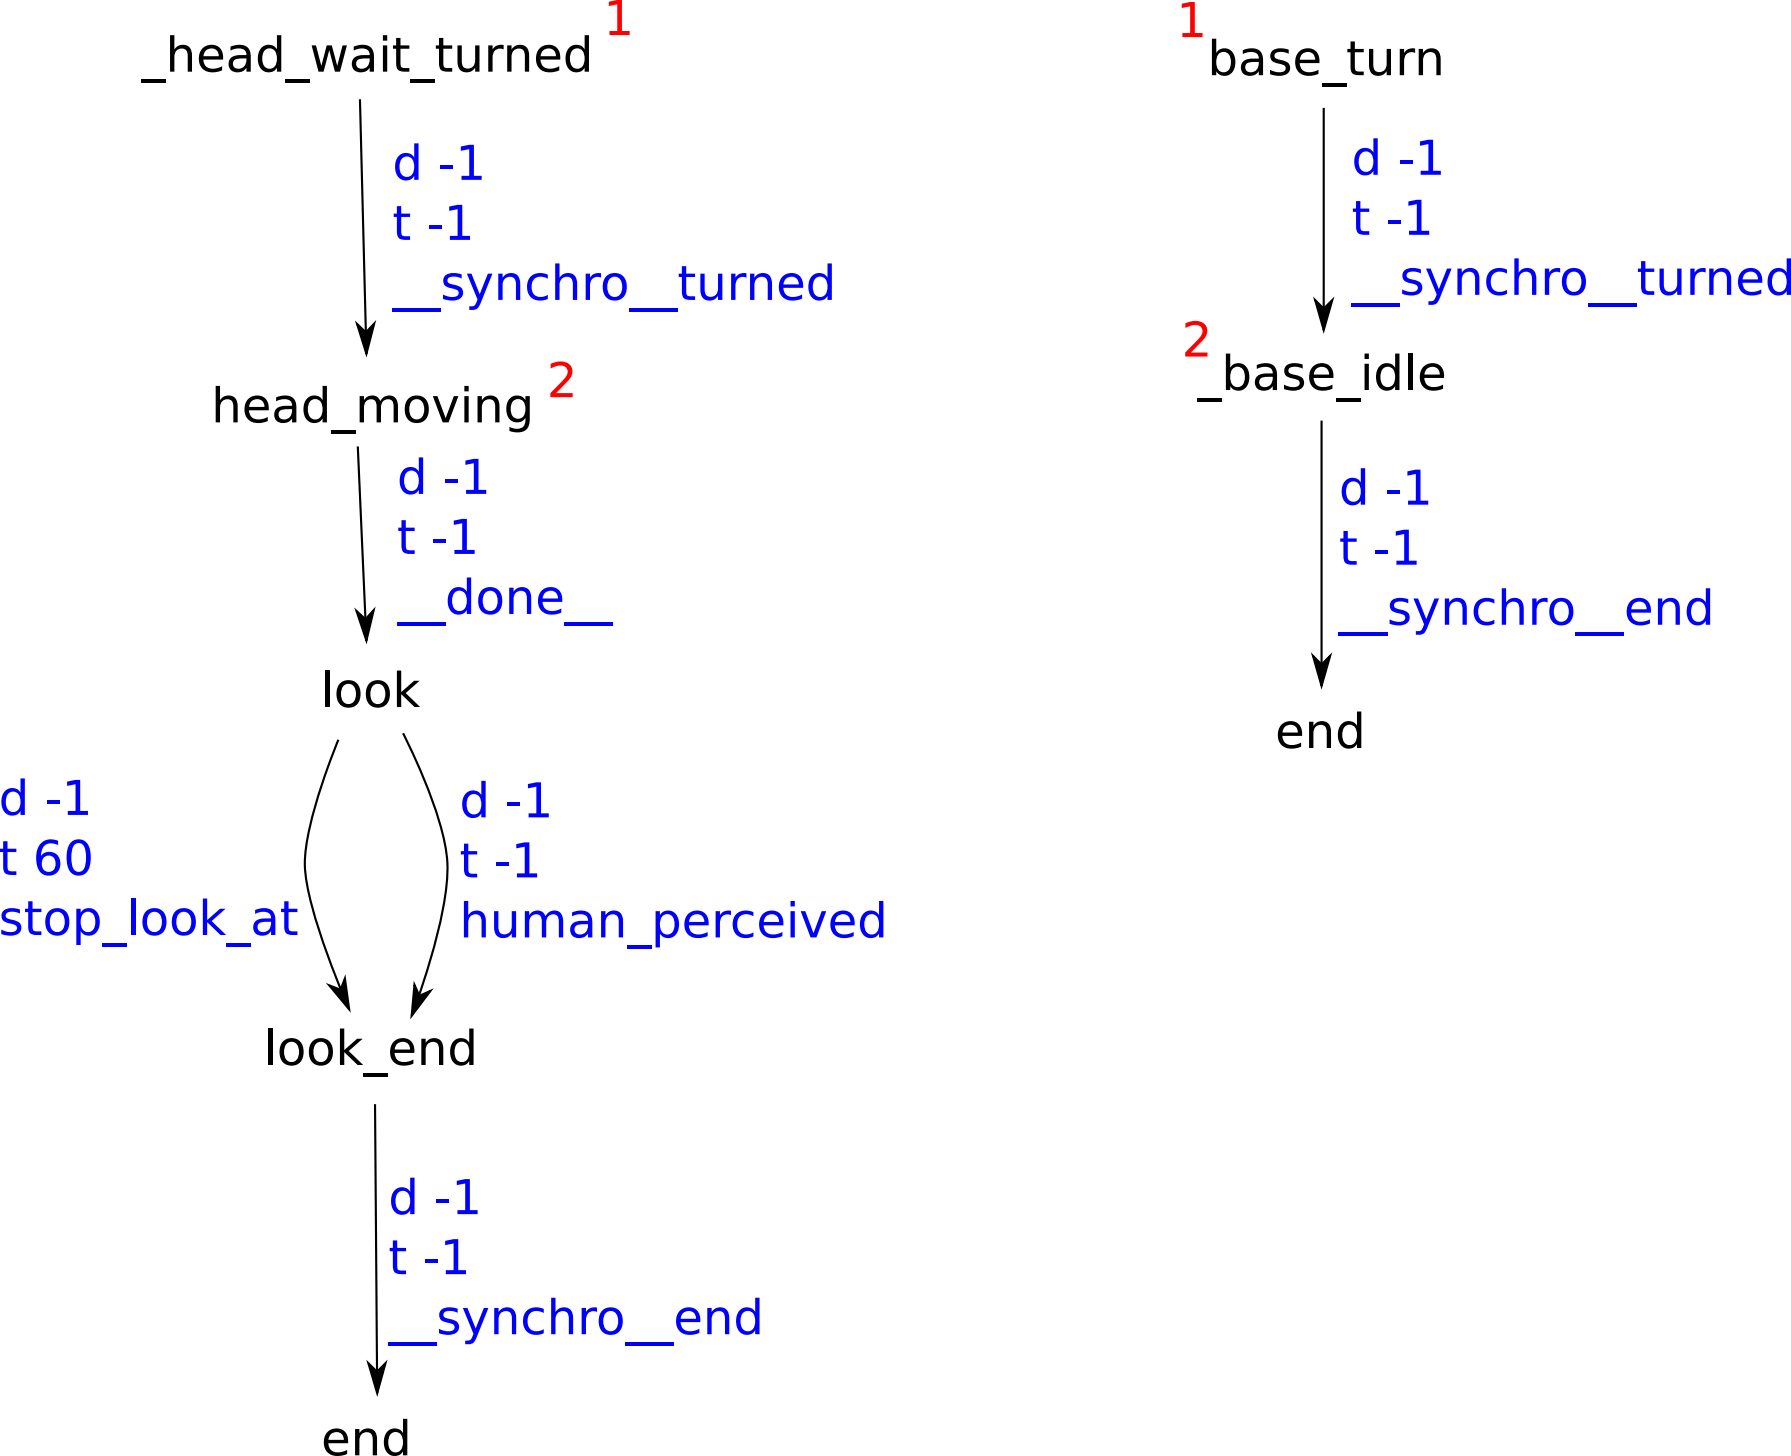 _head_wait_turned 1
d -1
t -1
__synchro__turned
head_moving 2
d -1
t -1
__done__
look
d -1
t 60
stop_look_at
d -1
t -1
human_perceived
look_end
d -1
t -1
__synchro__end
end
1 base_turn
d -1
t -1
__synchro__turned
2 _base_idle
d -1
t -1
__synchro__end
end